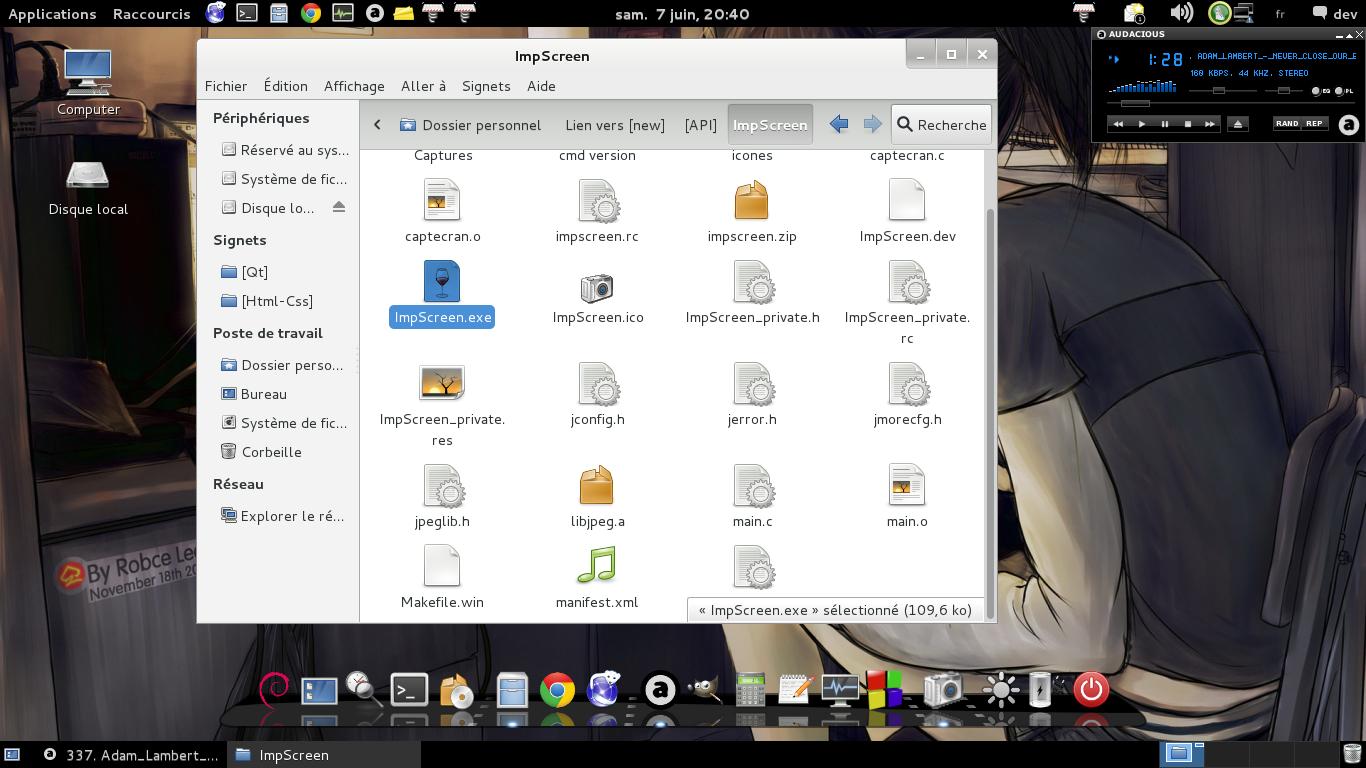 Applications Raccourcis sam. 7 juin, 20:40 1 fr dev
Computer
Disque local
ImpScreen
Fichier Édition Affichage Aller à Signets Aide
Périphériques
Réservé au sys...
Système de fic...
Disque lo...
Signets
[Qt]
[Html-Css]
Poste de travail
Dossier perso...
Bureau
Système de fic...
Corbeille
Réseau
Explorer le ré...
Dossier personnel Lien vers [new] [API] ImpScreen Recherche
Captures cmd version icones captecran.c
captecran.o impscreen.rc impscreen.zip ImpScreen.dev
ImpScreen.exe ImpScreen.ico ImpScreen_private.h ImpScreen_private.
rc
ImpScreen_private.
res
jconfig.h jerror.h jmorecfg.h
jpeglib.h libjpeg.a main.c main.o
Makefile.win manifest.xml
« ImpScreen.exe » sélectionné (109,6 ko)
AUDACIOUS
1:28 . ADAM_LAMBERT_-_NEVER_CLOSE_OUR_E
160 KBPS, 44 KHZ, STEREO
EQ PL
RAND REP
By Robce Lee
November 18th 20
337. Adam_Lambert_... ImpScreen